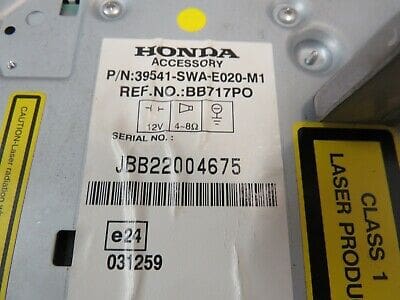 HONDA
ACCESSORY
P/N:39541-SWA-E020-M1
REF.NO.:BB717PO
12V 4~8Ω
SERIAL NO.:
JBB22004675
e24
031259
CAUTION-Laser radiation
CLASS 1
LASER PRODU